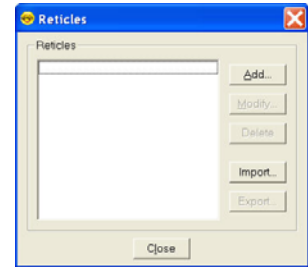 Reticles
Reticles
Add...
Modify...
Delete
Import...
Export...
Close